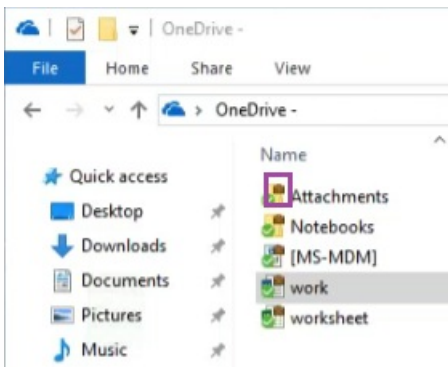 OneDrive -
File Home Share View
OneDrive -
Name
Quick access
Attachments
Desktop
Notebooks
Downloads
[MS-MDM]
Documents
work
Pictures
worksheet
Music